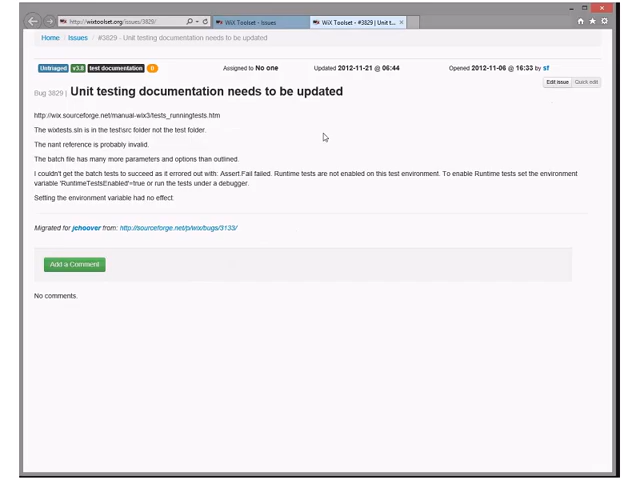 http://wixtoolset.org/issues/3829/
WiX Toolset - Issues
WiX Toolset - #3829 | Unit t...
Home / Issues / #3829 - Unit testing documentation needs to be updated
Untriaged v3.8 test documentation 0 Assigned to No one Updated 2012-11-21 @ 06:44 Opened 2012-11-06 @ 16:33 by sf
Edit issue Quick edit
Bug 3829 | Unit testing documentation needs to be updated
http://wix.sourceforge.net/manual-wix3/tests_runningtests.htm
The wixtests.sln is in the test\src folder not the test folder.
The nant reference is probably invalid.
The batch file has many more parameters and options than outlined.
I couldn't get the batch tests to succeed as it errored out with: Assert.Fail failed. Runtime tests are not enabled on this test environment. To enable Runtime tests set the environment
variable 'RuntimeTestsEnabled'=true or run the tests under a debugger.
Setting the environment variable had no effect.
Migrated for jchoover from: http://sourceforge.net/p/wix/bugs/3133/
Add a Comment
No comments.